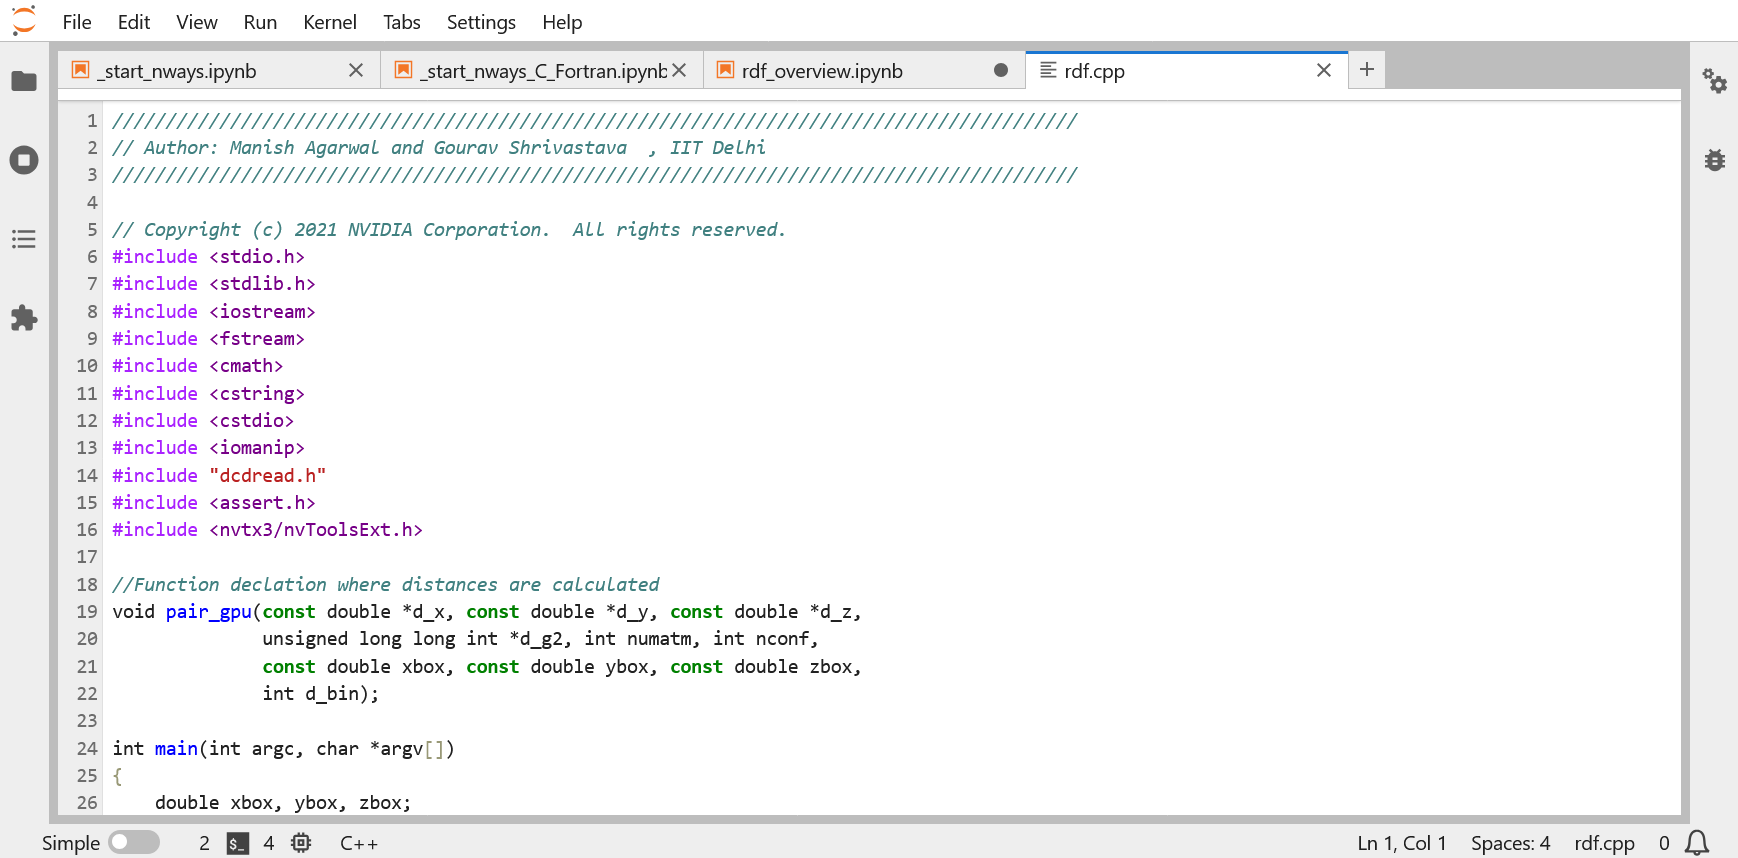 File Edit View Run Kernel Tabs Settings Help
_start_nways.ipynb _start_nways_C_Fortran.ipynb rdf_overview.ipynb rdf.cpp
1 //////////////////////////////////////////////////////////////////////////////////////////
2 // Author: Manish Agarwal and Gourav Shrivastava  , IIT Delhi
3 //////////////////////////////////////////////////////////////////////////////////////////
4
5 // Copyright (c) 2021 NVIDIA Corporation.  All rights reserved.
6 #include <stdio.h>
7 #include <stdlib.h>
8 #include <iostream>
9 #include <fstream>
10 #include <cmath>
11 #include <cstring>
12 #include <cstdio>
13 #include <iomanip>
14 #include "dcdread.h"
15 #include <assert.h>
16 #include <nvtx3/nvToolsExt.h>
17
18 //Function declation where distances are calculated
19 void pair_gpu(const double *d_x, const double *d_y, const double *d_z,
20               unsigned long long int *d_g2, int numatm, int nconf,
21               const double xbox, const double ybox, const double zbox,
22               int d_bin);
23
24 int main(int argc, char *argv[])
25 {
26     double xbox, ybox, zbox;
Simple 2 $_ 4 C++ Ln 1, Col 1 Spaces: 4 rdf.cpp 0